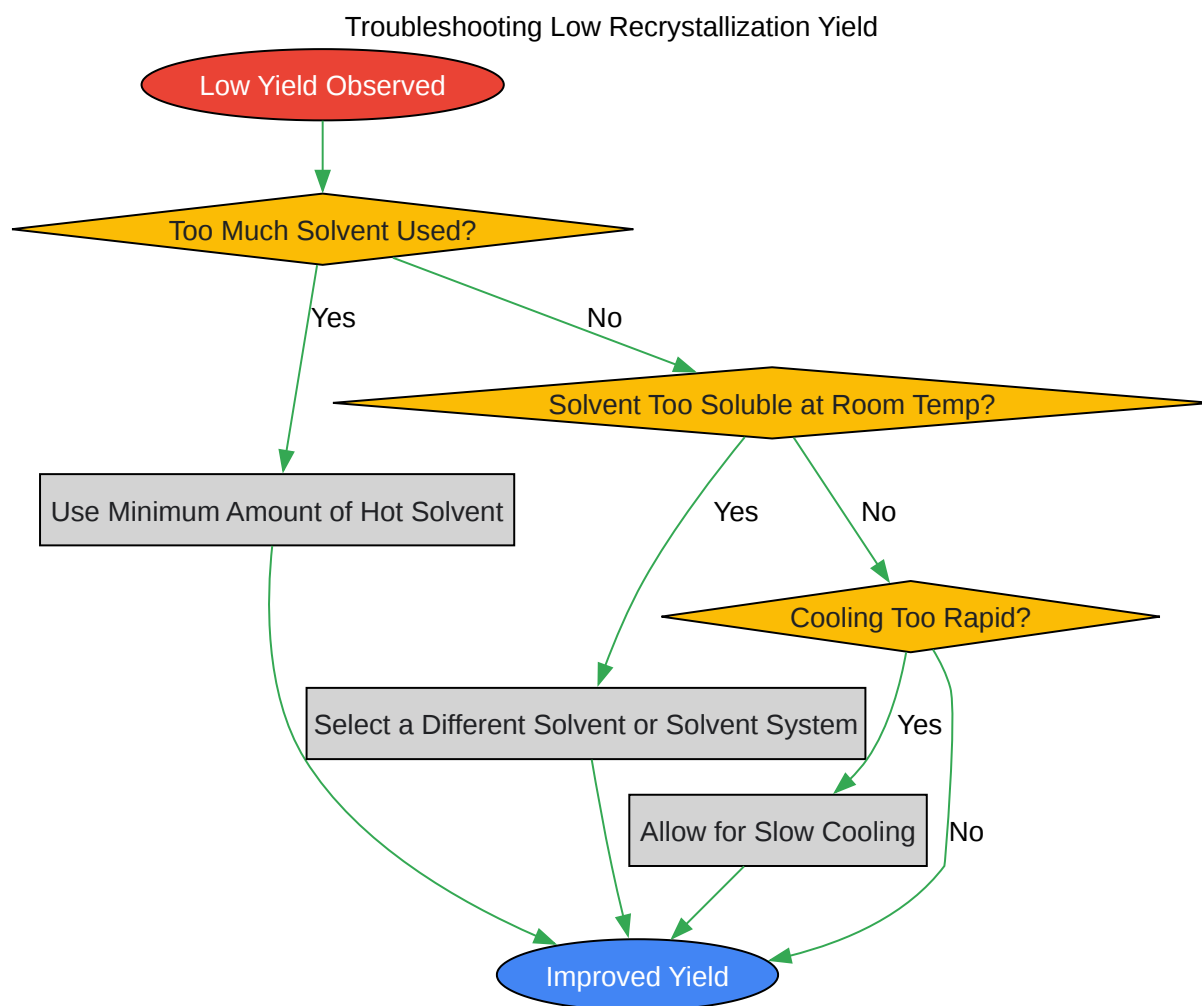 Troubleshooting Low Recrystallization Yield
Low Yield Observed
Too Much Solvent Used?
Yes
No
Solvent Too Soluble at Room Temp?
Use Minimum Amount of Hot Solvent
Yes
No
Cooling Too Rapid?
Select a Different Solvent or Solvent System
Yes
Allow for Slow Cooling
No
Improved Yield